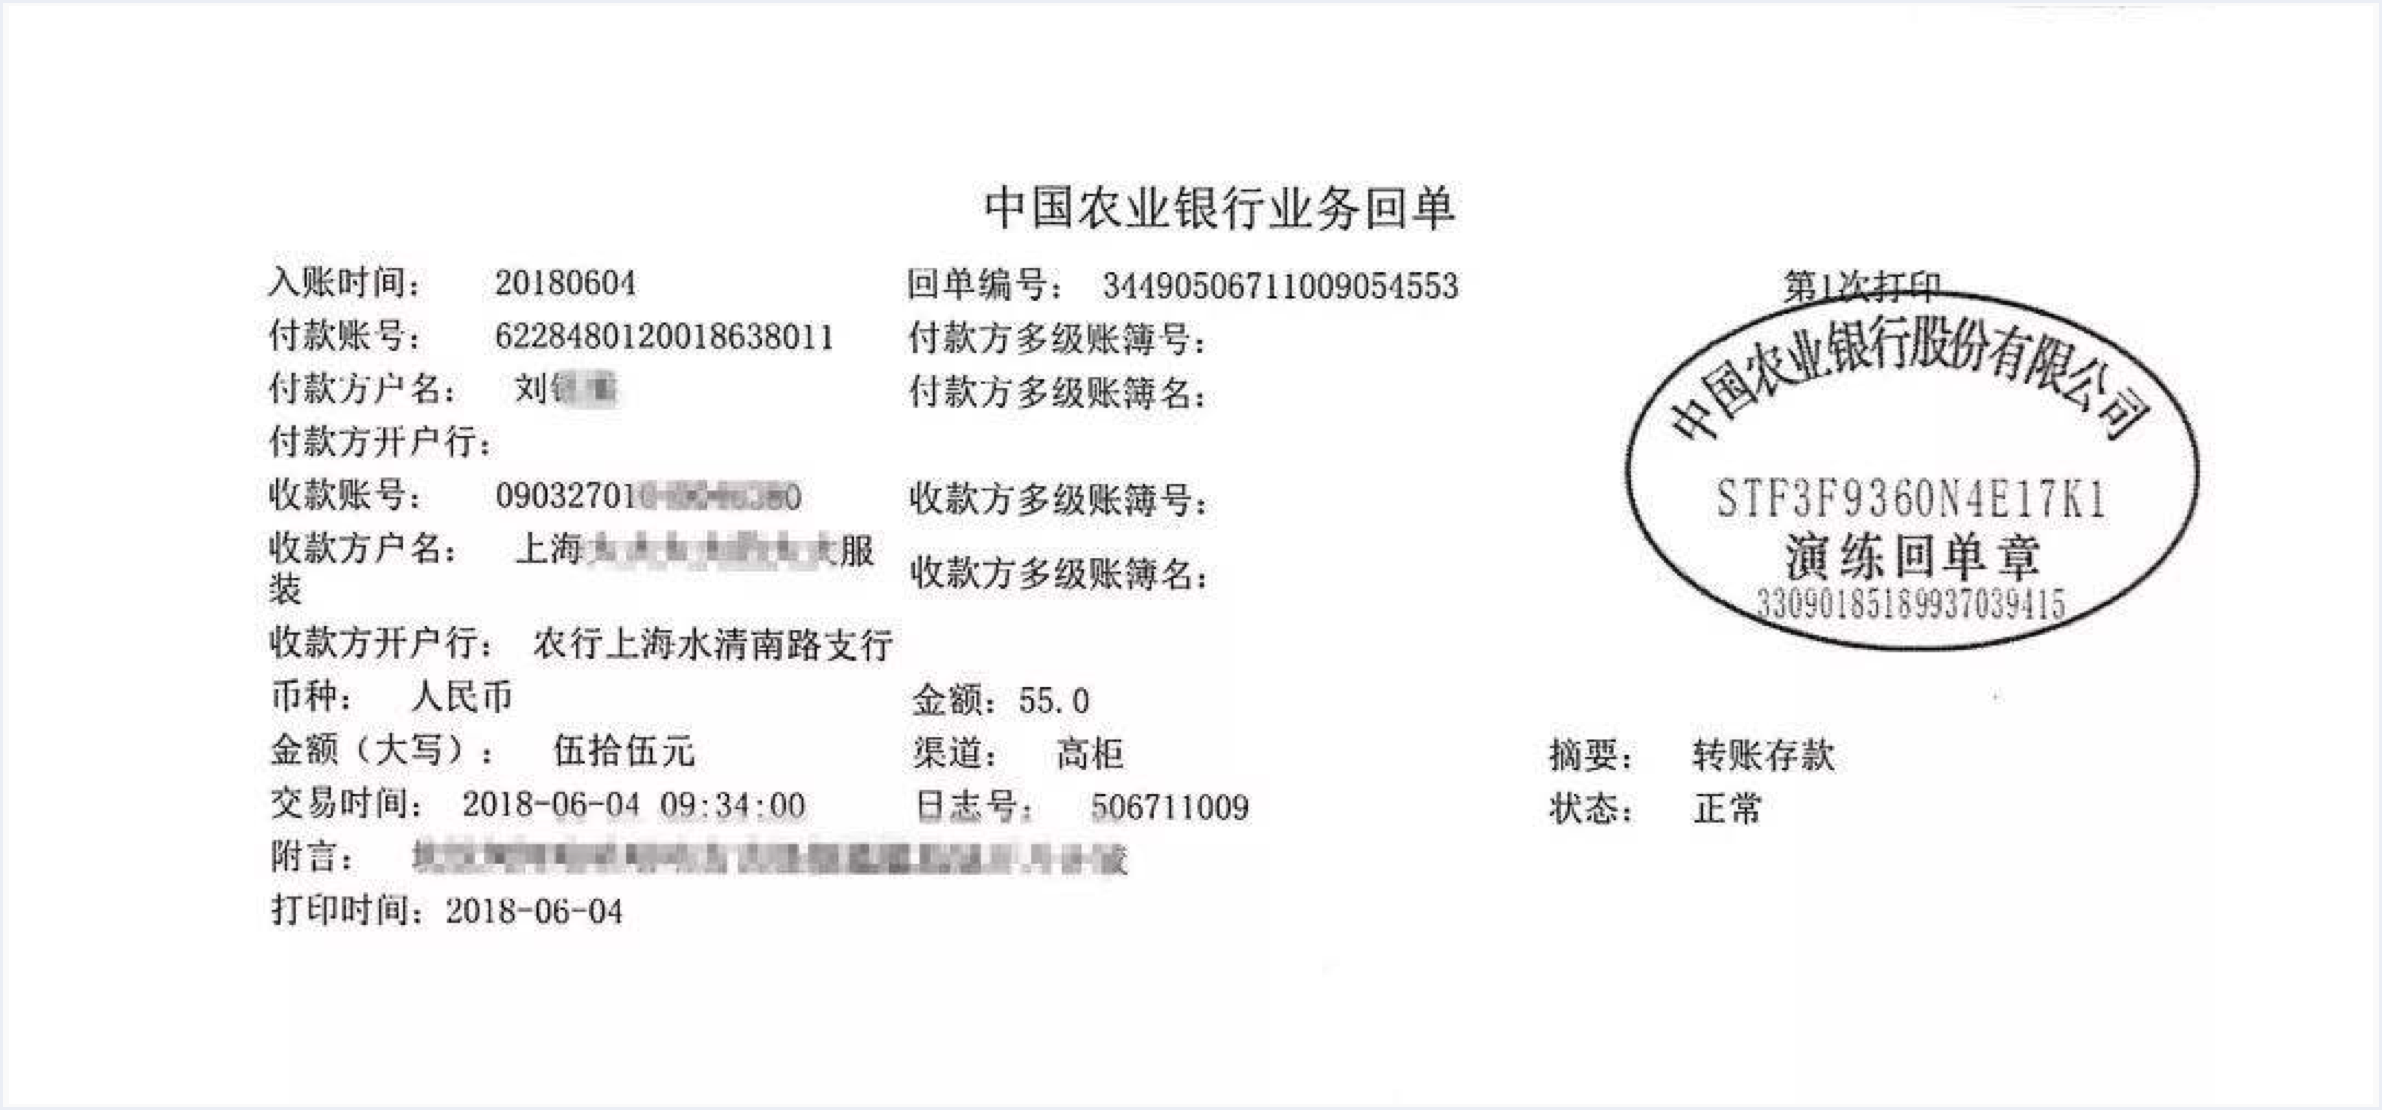 中国农业银行业务回单
入账时间： 20180604 回单编号： 34490506711009054553 第1次打印
付款账号： 6228480120018638011 付款方多级账簿号：
付款方户名： 刘 付款方多级账簿名：
付款方开户行：
收款账号： 090327010 收款方多级账簿号：
收款方户名： 上海 服
装
收款方多级账簿名：
收款方开户行： 农行上海水清南路支行
币种： 人民币 金额：55.0
金额（大写）： 伍拾伍元 渠道： 高柜 摘要： 转账存款
交易时间： 2018-06-04 09:34:00 日志号： 506711009 状态： 正常
附言：
打印时间：2018-06-04
中国农业银行股份有限公司
STF3F9360N4E17K1
演练回单章
33090185189937039415